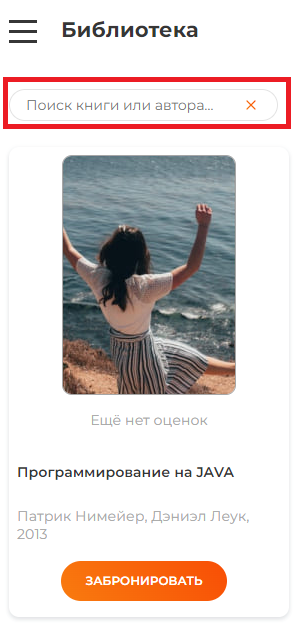 Библиотека
Поиск книги или автора…
Ещё нет оценок
Программирование на JAVA
Патрик Нимейер, Дэниэл Леук,
2013
ЗАБРОНИРОВАТЬ